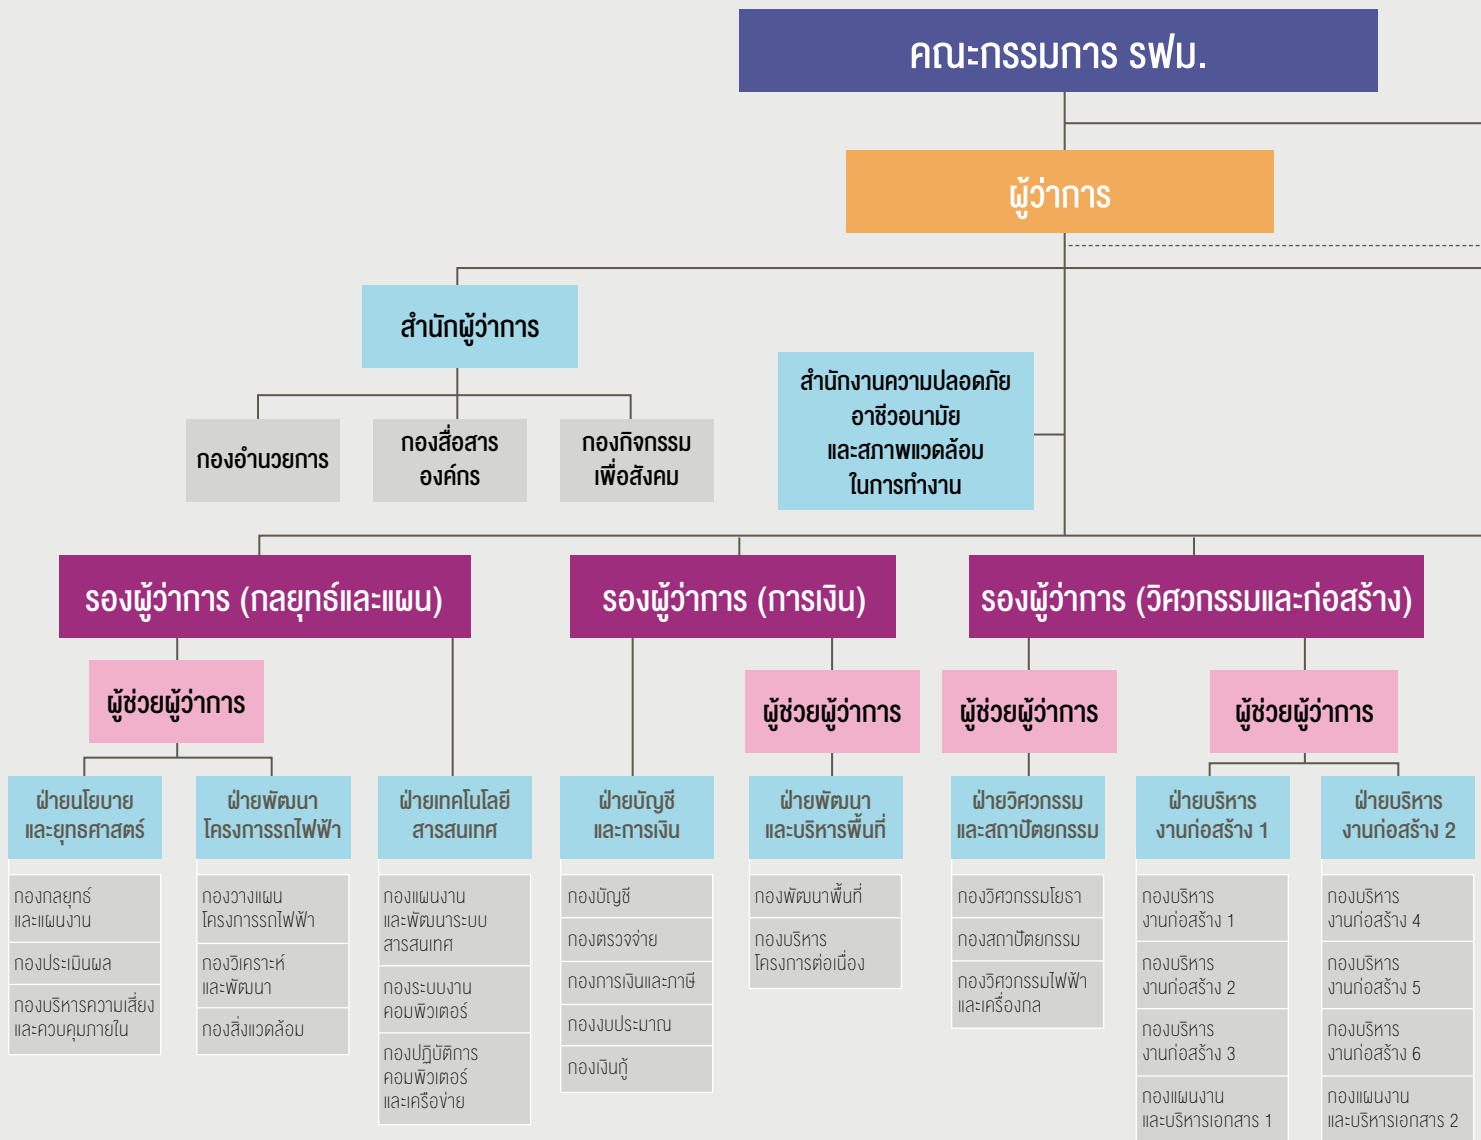 คณะกรรมการ รฟม.
ผู้ว่าการ
สำนักผู้ว่าการ
สำนักงานความปลอดภัย
อาชีวอนามัย
และสภาพแวดล้อม
ในการทำงาน
กองอำนวยการ
กองสื่อสาร
องค์กร
กองกิจกรรม
เพื่อสังคม
รองผู้ว่าการ (กลยุทธ์และแผน)
รองผู้ว่าการ (การเงิน)
รองผู้ว่าการ (วิศวกรรมและก่อสร้าง)
ผู้ช่วยผู้ว่าการ
ผู้ช่วยผู้ว่าการ
ผู้ช่วยผู้ว่าการ
ผู้ช่วยผู้ว่าการ
ฝ่ายนโยบาย
และยุทธศาสตร์
กองกลยุทธ์
และแผนงาน
กองประเมินผล
กองบริหารความเสี่ยง
และควบคุมภายใน
ฝ่ายพัฒนา
โครงการรถไฟฟ้า
กองวางแผน
โครงการรถไฟฟ้า
กองวิเคราะห์
และพัฒนา
กองสิ่งแวดล้อม
ฝ่ายเทคโนโลยี
สารสนเทศ
กองแผนงาน
และพัฒนาระบบ
สารสนเทศ
กองระบบงาน
คอมพิวเตอร์
กองปฏิบัติการ
คอมพิวเตอร์
และเครือข่าย
ฝ่ายบัญชี
และการเงิน
กองบัญชี
กองตรวจจ่าย
กองการเงินและภาษี
กองงบประมาณ
กองเงินกู้
ฝ่ายพัฒนา
และบริหารพื้นที่
กองพัฒนาพื้นที่
กองบริหาร
โครงการต่อเนื่อง
ฝ่ายวิศวกรรม
และสถาปัตยกรรม
กองวิศวกรรมโยธา
กองสถาปัตยกรรม
กองวิศวกรรมไฟฟ้า
และเครื่องกล
ฝ่ายบริหาร
งานก่อสร้าง 1
กองบริหาร
งานก่อสร้าง 1
กองบริหาร
งานก่อสร้าง 2
กองบริหาร
งานก่อสร้าง 3
กองแผนงาน
และบริหารเอกสาร 1
ฝ่ายบริหาร
งานก่อสร้าง 2
กองบริหาร
งานก่อสร้าง 4
กองบริหาร
งานก่อสร้าง 5
กองบริหาร
งานก่อสร้าง 6
กองแผนงาน
และบริหารเอกสาร 2